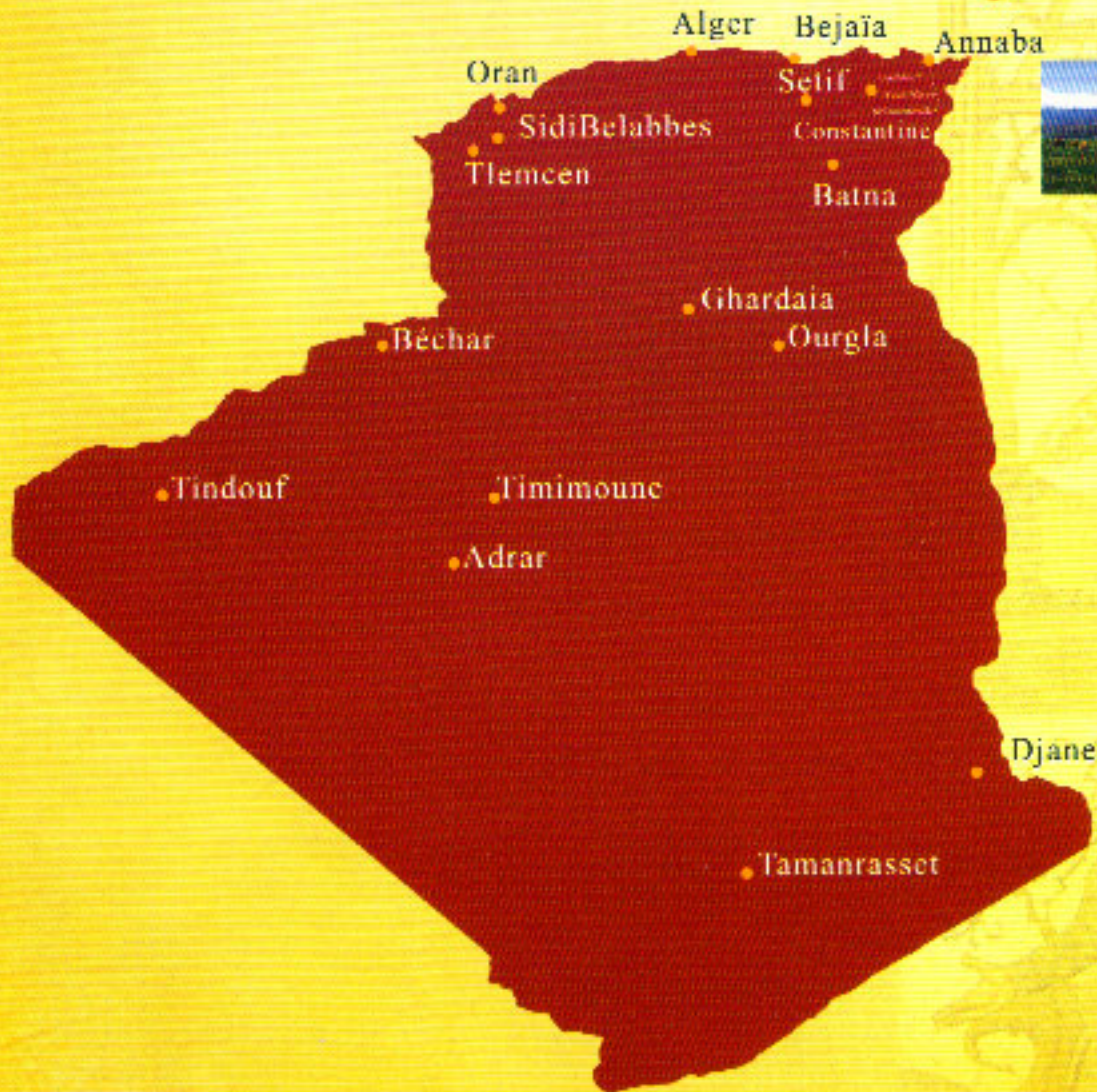 Alger
Bejaïa
Annaba
Oran
Setif
SidiBelabbes
Constantine
Tlemcen
Batna
Ghardaia
Béchar
Ourgla
Tindouf
Timimoune
Adrar
Djane
Tamanrasset